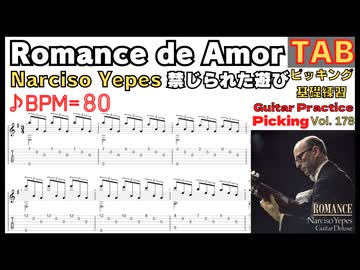 Romance de Amor TAB
Narciso Yepes 禁じられた遊び
ピッキング
基礎練習
♪BPM=80
Guitar Practice
Picking Vol. 178
ROMANCE
Narciso Yepes
Guitar Deluxe